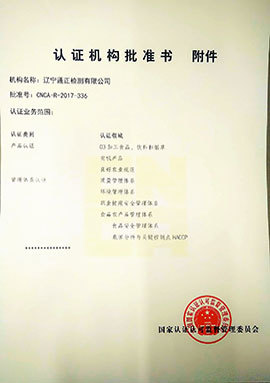 认证机构批准书 附件
机构名称：辽宁通正检测有限公司
批准号：CNCA-R-2017-336
认证业务范围：
认证类别 认证领域
产品认证 03加工食品、饮料和烟草
有机产品
良好农业规范
管理体系认证 质量管理体系
环境管理体系
职业健康安全管理体系
食品农产品管理体系
食品安全管理体系
危害分析与关键控制点 HACCP
国家认证认可监督管理委员会